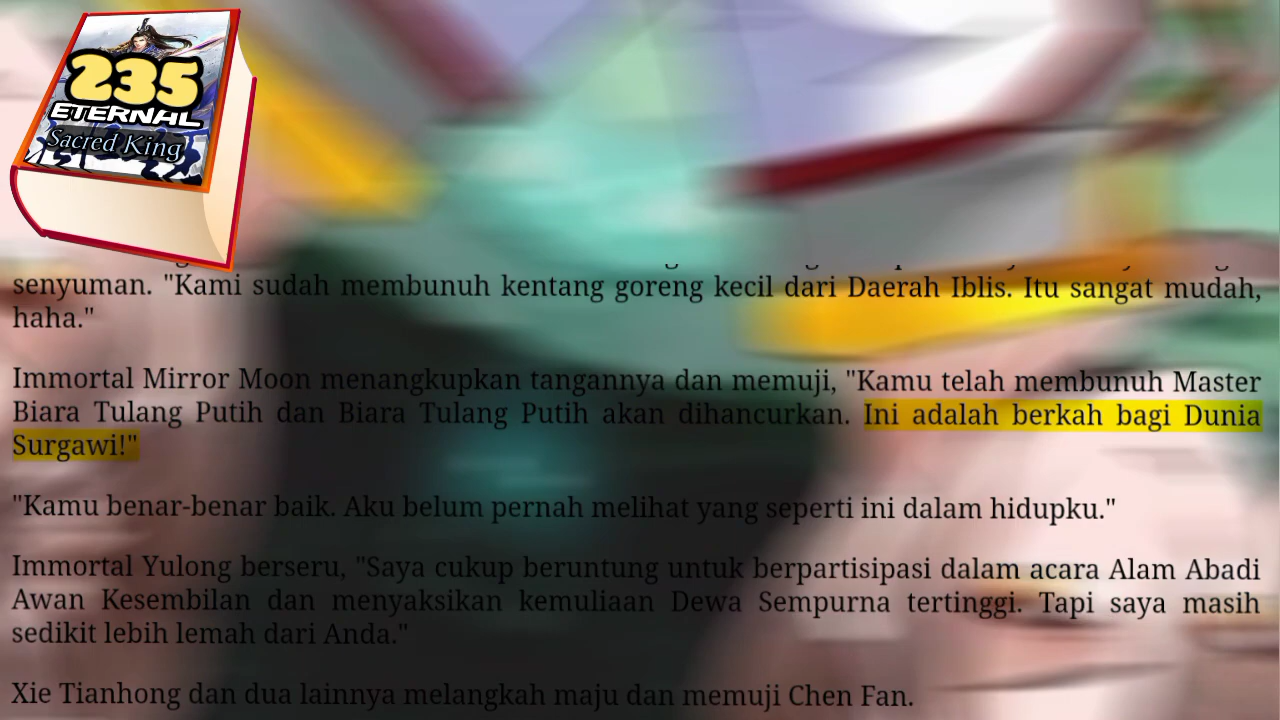 235
ETERNAL
Sacred King
senyuman. "Kami sudah membunuh kentang goreng kecil dari Daerah Iblis. Itu sangat mudah,
haha."
Immortal Mirror Moon menangkupkan tangannya dan memuji, "Kamu telah membunuh Master
Biara Tulang Putih dan Biara Tulang Putih akan dihancurkan. Ini adalah berkah bagi Dunia
Surgawi!"
"Kamu benar-benar baik. Aku belum pernah melihat yang seperti ini dalam hidupku."
Immortal Yulong berseru, "Saya cukup beruntung untuk berpartisipasi dalam acara Alam Abadi
Awan Kesembilan dan menyaksikan kemuliaan Dewa Sempurna tertinggi. Tapi saya masih
sedikit lebih lemah dari Anda."
Xie Tianhong dan dua lainnya melangkah maju dan memuji Chen Fan.